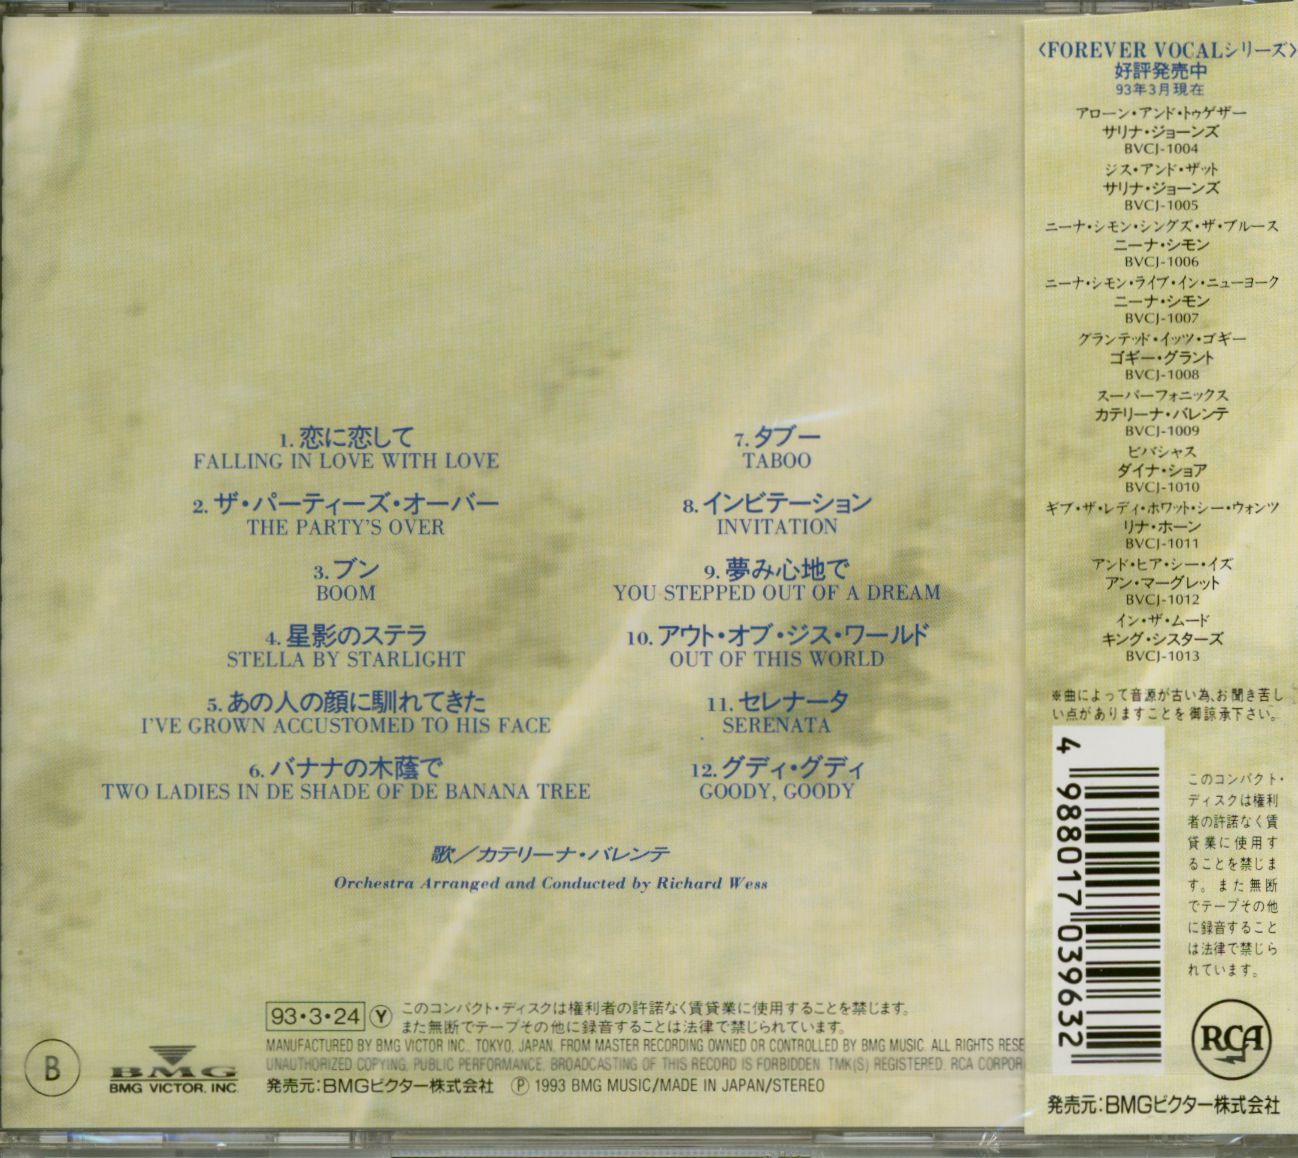 1. 恋に恋して
FALLING IN LOVE WITH LOVE
2. ザ・パーティーズ・オーバー
THE PARTY'S OVER
3. ブン
BOOM
4. 星影のステラ
STELLA BY STARLIGHT
5. あの人の顔に馴れてきた
I'VE GROWN ACCUSTOMED TO HIS FACE
6. バナナの木蔭で
TWO LADIES IN DE SHADE OF DE BANANA TREE
7. タブー
TABOO
8. インビテーション
INVITATION
9. 夢み心地で
YOU STEPPED OUT OF A DREAM
10. アウト・オブ・ジス・ワールド
OUT OF THIS WORLD
11. セレナータ
SERENATA
12. グディ・グディ
GOODY, GOODY
歌／カテリーナ・バレンテ
Orchestra Arranged and Conducted by Richard Wess
B
BMG
BMG VICTOR, INC.
93・3・24 Y
このコンパクト・ディスクは権利者の許諾なく賃貸業に使用することを禁じます。
また無断でテープその他に録音することは法律で禁じられています。
MANUFACTURED BY BMG VICTOR INC., TOKYO, JAPAN. FROM MASTER RECORDING OWNED OR CONTROLLED BY BMG MUSIC. ALL RIGHTS RESE
UNAUTHORIZED COPYING, PUBLIC PERFORMANCE, BROADCASTING OF THIS RECORD IS FORBIDDEN. TMK(S) REGISTERED. RCA CORPOR
発売元：BMGビクター株式会社 Ⓟ 1993 BMG MUSIC/MADE IN JAPAN/STEREO
〈FOREVER VOCALシリーズ〉
好評発売中
93年3月現在
アローン・アンド・トゥゲザー
サリナ・ジョーンズ
BVCJ-1004
ジス・アンド・ザット
サリナ・ジョーンズ
BVCJ-1005
ニーナ・シモン・シングズ・ザ・ブルース
ニーナ・シモン
BVCJ-1006
ニーナ・シモン・ライブ・イン・ニューヨーク
ニーナ・シモン
BVCJ-1007
グランテッド・イッツ・ゴギー
ゴギー・グラント
BVCJ-1008
スーパーフォニックス
カテリーナ・バレンテ
BVCJ-1009
ビバシャス
ダイナ・ショア
BVCJ-1010
ギブ・ザ・レディ・ホワット・シー・ウォンツ
リナ・ホーン
BVCJ-1011
アンド・ヒア・シー・イズ
アン・マーグレット
BVCJ-1012
イン・ザ・ムード
キング・シスターズ
BVCJ-1013
※曲によって音源が古い為、お聞き苦し
い点がありますことを御諒承下さい。
4 988017 039632
このコンパクト・
ディスクは権利
者の許諾なく賃
貸業に使用す
ることを禁じま
す。また無断
でテープその他
に録音すること
は法律で禁じら
れています。
RCA
発売元：BMGビクター株式会社